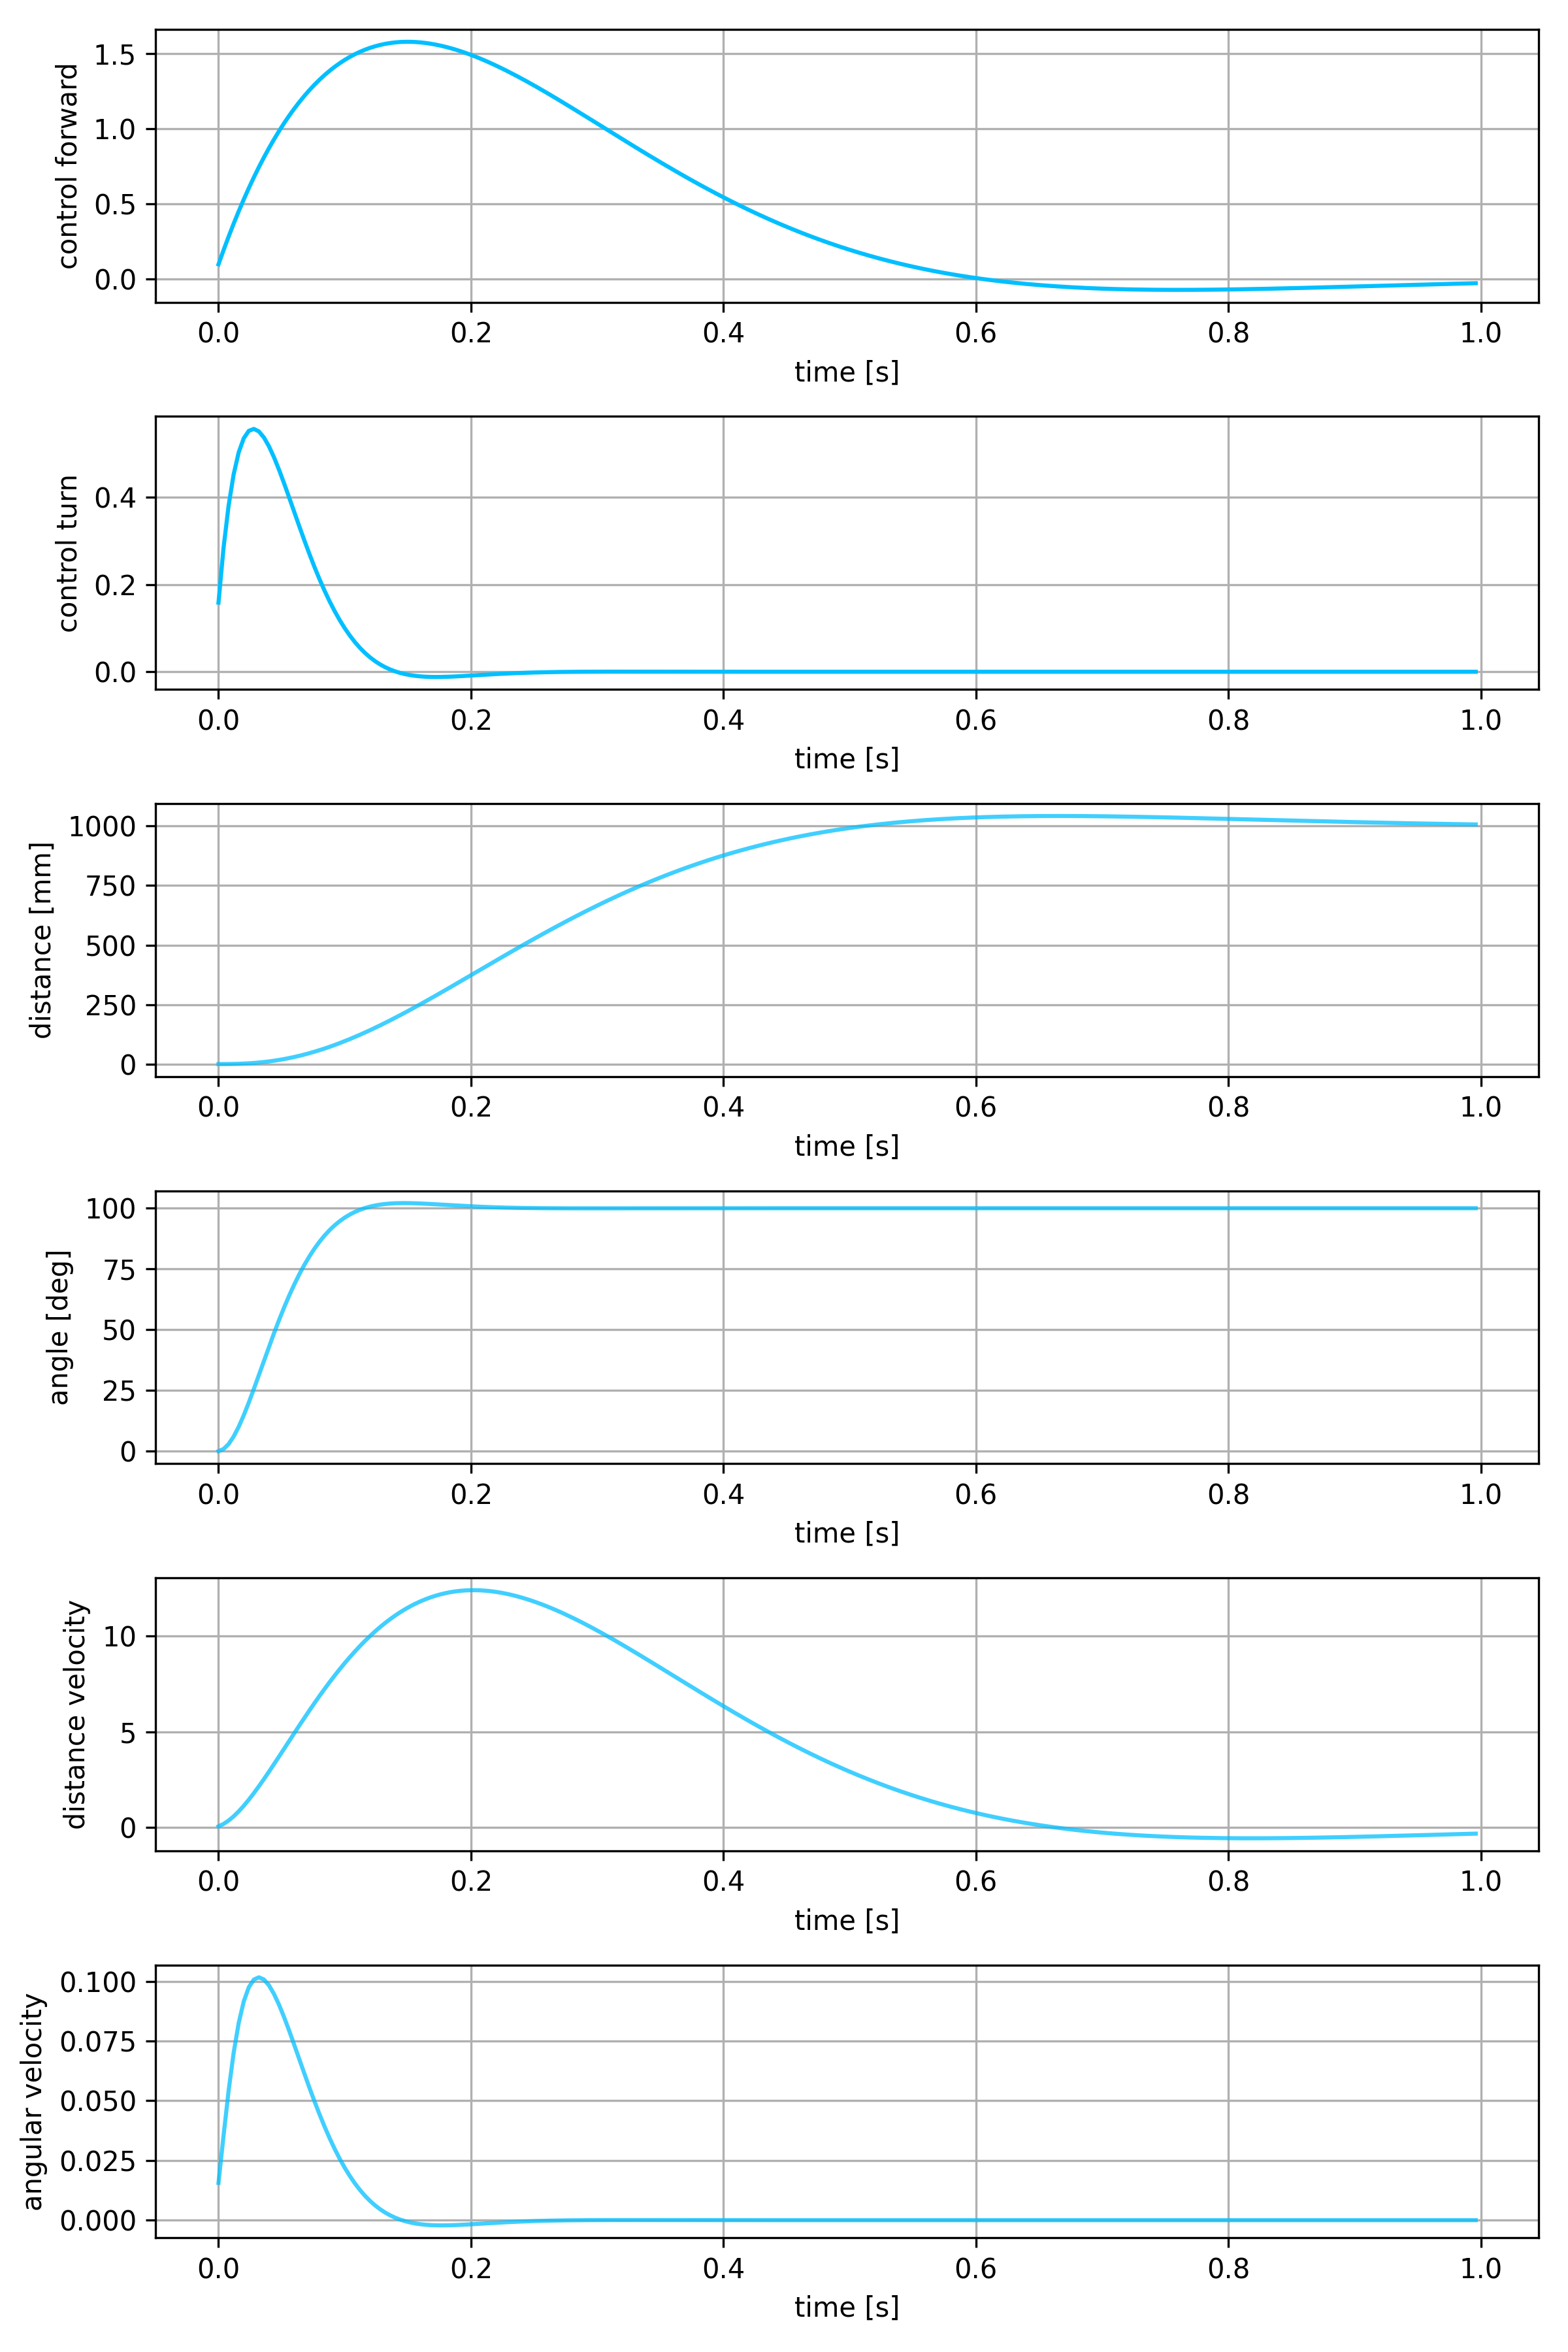 control forward
1.5
1.0
0.5
0.0
0.0 0.2 0.4 0.6 0.8 1.0
time [s]
control turn
0.4
0.2
0.0
0.0 0.2 0.4 0.6 0.8 1.0
time [s]
distance [mm]
1000
750
500
250
0
0.0 0.2 0.4 0.6 0.8 1.0
time [s]
angle [deg]
100
75
50
25
0
0.0 0.2 0.4 0.6 0.8 1.0
time [s]
distance velocity
10
5
0
0.0 0.2 0.4 0.6 0.8 1.0
time [s]
angular velocity
0.100
0.075
0.050
0.025
0.000
0.0 0.2 0.4 0.6 0.8 1.0
time [s]